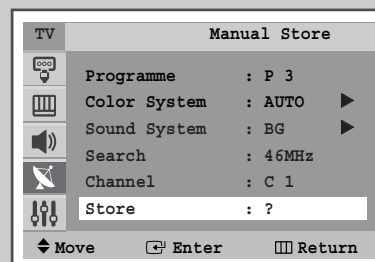 TV Manual Store
Programme : P 3
Color System : AUTO
Sound System : BG
Search : 46MHz
Channel : C 1
Store : ?
Move Enter Return